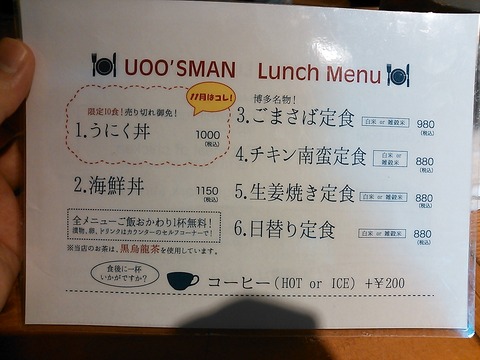 UOO'SMAN Lunch Menu
11月はコレ!
限定10食!売り切れ御免!
1.うにく丼 1000
(税込)
2.海鮮丼 1150
(税込)
全メニューご飯おかわり1杯無料!
漬物、卵、ドリンクはカウンターのセルフコーナーで!
※当店のお茶は、黒烏龍茶を使用しています。
博多名物!
3.ごまさば定食 白米 or 雑穀米 980
(税込)
4.チキン南蛮定食 白米 or 雑穀米 880
(税込)
5.生姜焼き定食 白米 or 雑穀米 880
(税込)
6.日替り定食 白米 or 雑穀米 880
(税込)
食後に一杯
いかがですか?
コーヒー(HOT or ICE) +¥200